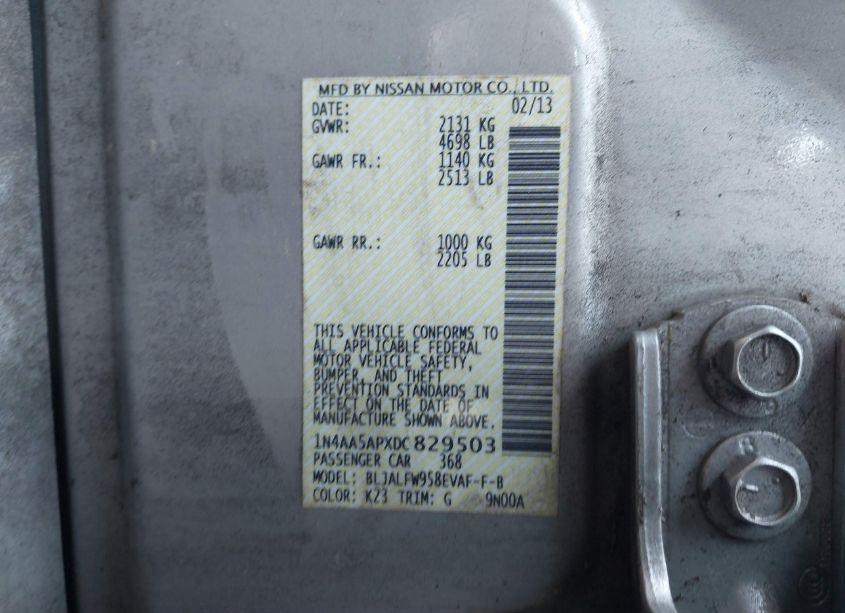 MFD BY NISSAN MOTOR CO., LTD.
DATE: 02/13
GVWR: 2131 KG
4698 LB
GAWR FR.: 1140 KG
2513 LB
GAWR RR.: 1000 KG
2205 LB
THIS VEHICLE CONFORMS TO
ALL APPLICABLE FEDERAL
MOTOR VEHICLE SAFETY,
BUMPER, AND THEFT
PREVENTION STANDARDS IN
EFFECT ON THE DATE OF
MANUFACTURE SHOWN ABOVE.
1N4AA5APXDC829503
PASSENGER CAR 368
MODEL: BLJALFW958EVAF-F-B
COLOR: K23 TRIM: G 9N00A